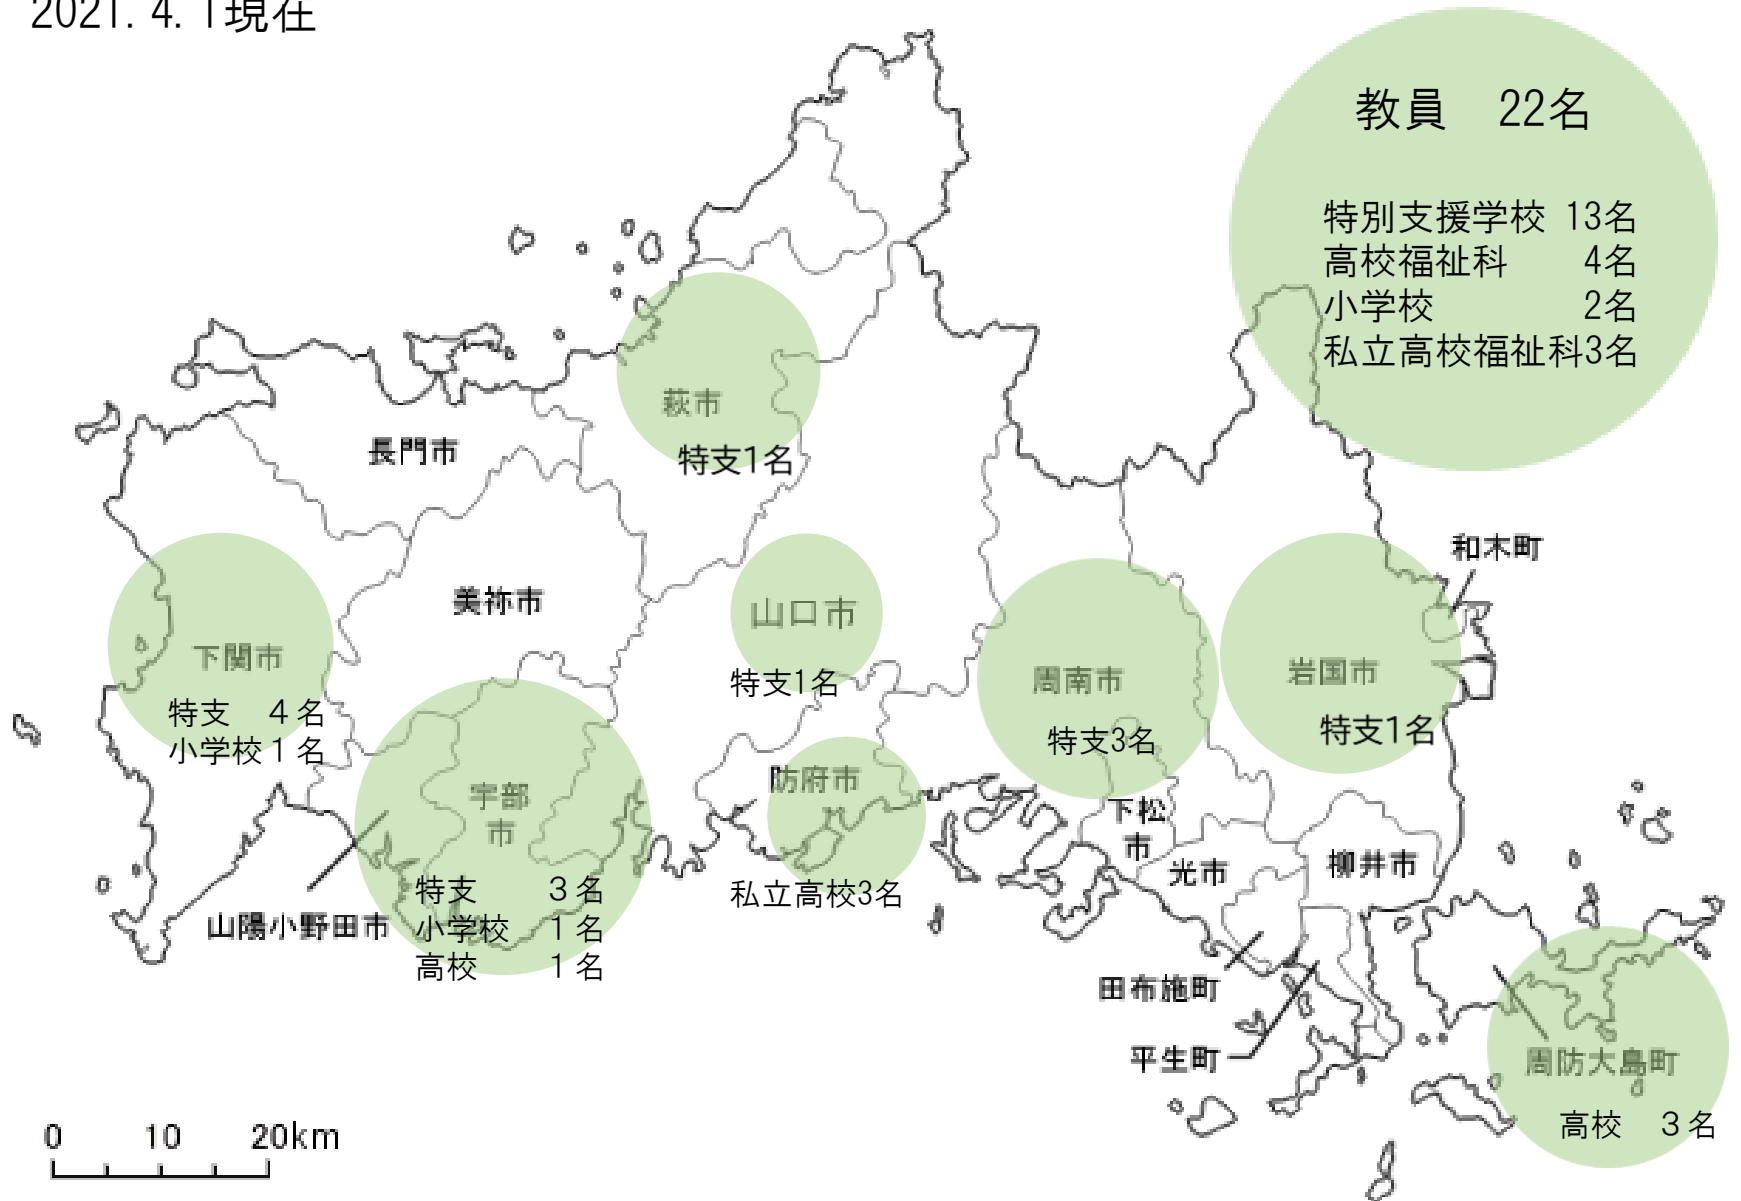 2021.4.1現在
教員　22名
特別支援学校 13名
高校福祉科　　4名
小学校　　　　2名
私立高校福祉科3名
萩市
特支1名
長門市
和木町
美祢市
山口市
特支1名
下関市
特支　４名
小学校１名
周南市
特支3名
岩国市
特支1名
防府市
私立高校3名
宇部
市
特支　　　３名
小学校　１名
高校　　　１名
山陽小野田市
下松
市
光市
柳井市
田布施町
平生町
周防大島町
高校　３名
0　10　20km